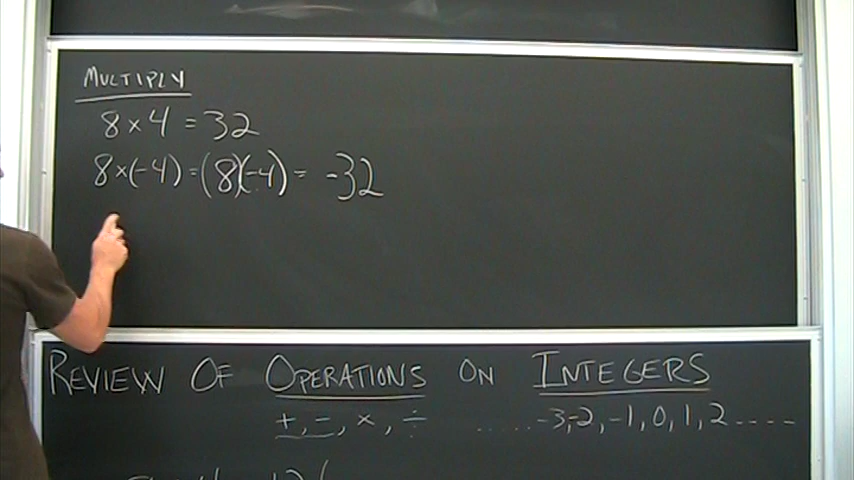 MULTIPLY
8 × 4 = 32
8 × (-4) = (8)(-4) = -32
REVIEW OF OPERATIONS ON INTEGERS
+, -, ×, ÷ ..... -3, -2, -1, 0, 1, 2 ----